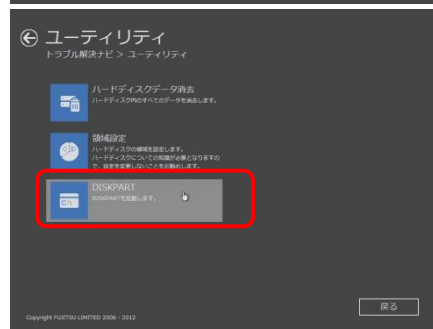 ユーティリティ
トラブル解決ナビ > ユーティリティ
ハードディスクデータ消去
ハードディスク内のすべてのデータを消去します。
領域設定
ハードディスクの領域を設定します。
ハードディスクについての知識が必要となりますの
で、設定を変更しないことをお勧めします。
DISKPART
DISKPARTを起動します。
C:\
戻る
Copyright FUJITSU LIMITED 2006 - 2012